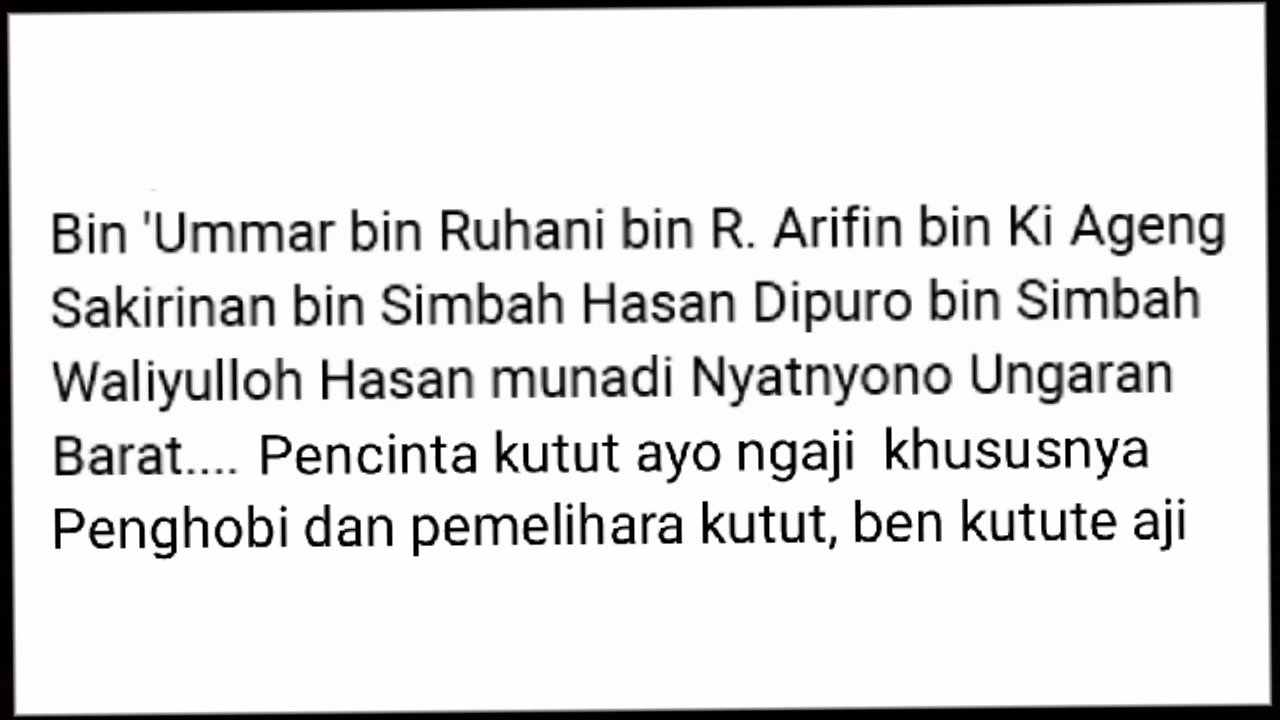 Bin 'Ummar bin Ruhani bin R. Arifin bin Ki Ageng
Sakirinan bin Simbah Hasan Dipuro bin Simbah
Waliyulloh Hasan munadi Nyatnyono Ungaran
Barat.... Pencinta kutut ayo ngaji khususnya
Penghobi dan pemelihara kutut, ben kutute aji